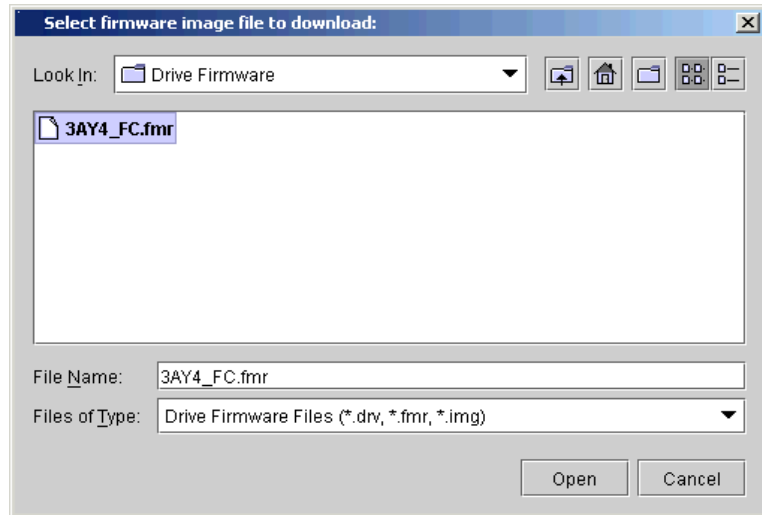 Select firmware image file to download:
Look In: Drive Firmware
3AY4_FC.fmr
File Name: 3AY4_FC.fmr
Files of Type: Drive Firmware Files (*.drv, *.fmr, *.img)
Open Cancel